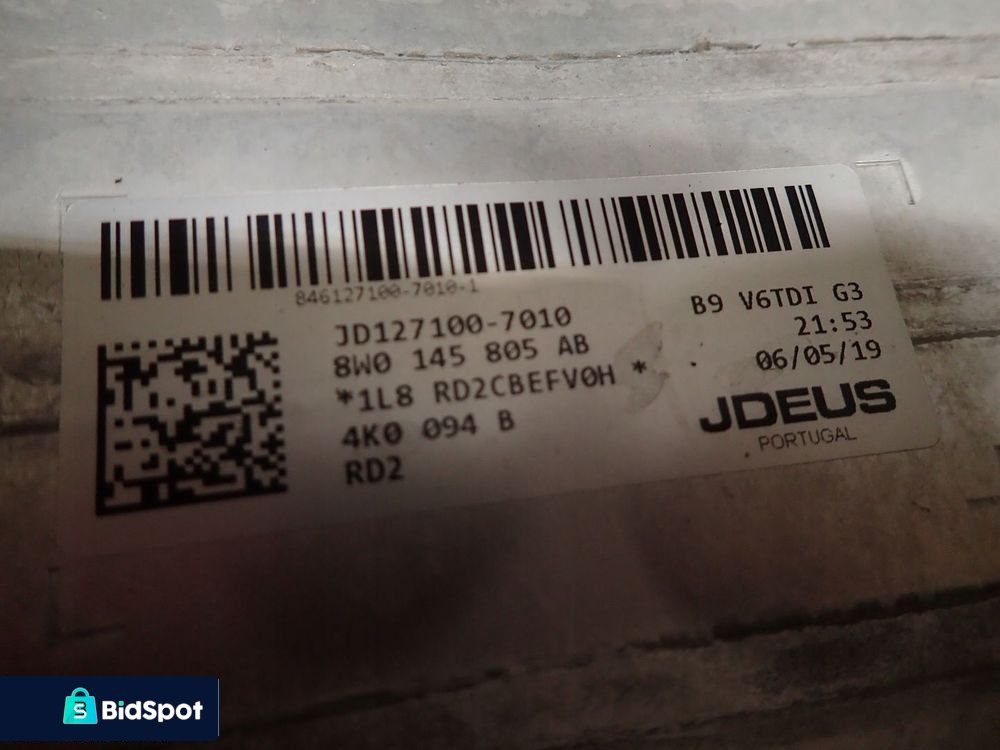 846127100-7010-1
JD127100-7010
8W0 145 805 AB
*1L8 RD2CBEFV0H *
4K0 094 B
RD2
B9 V6TDI G3
21:53
06/05/19
JDEUS
PORTUGAL
S BidSpot